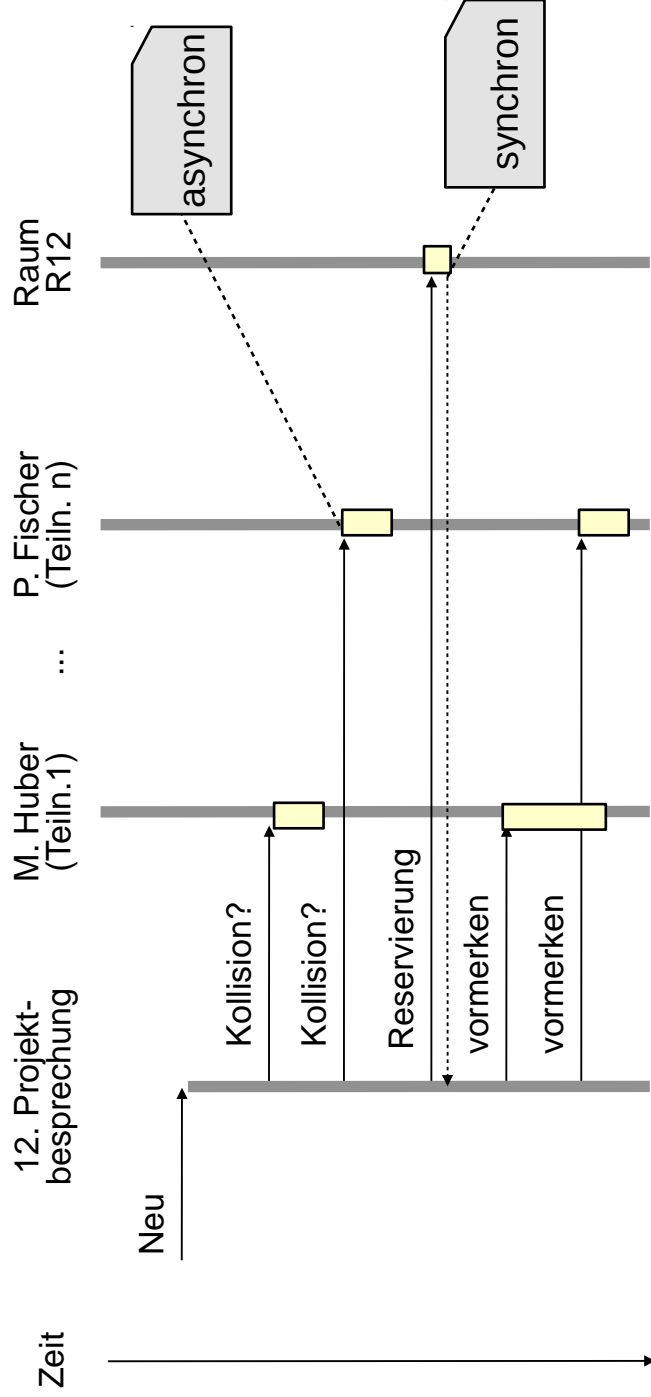 Zeit
Neu
12. Projekt-
besprechung
M. Huber
(Teiln.1)
...
P. Fischer
(Teiln. n)
Raum
R12
Kollision?
Kollision?
Reservierung
vormerken
vormerken
asynchron
synchron